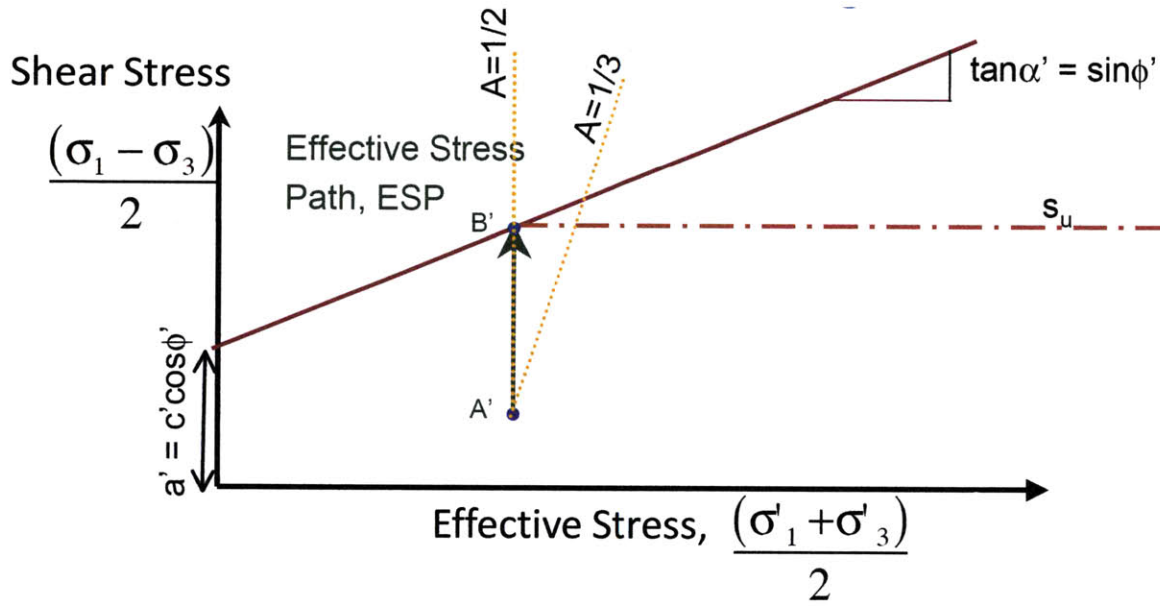 Shear Stress
(σ₁ − σ₃)
2
A=1/2
A=1/3
tanα' = sinϕ'
Effective Stress
Path, ESP
B'
s_u
a' = c'cosϕ'
A'
Effective Stress, (σ'₁ + σ'₃)
2